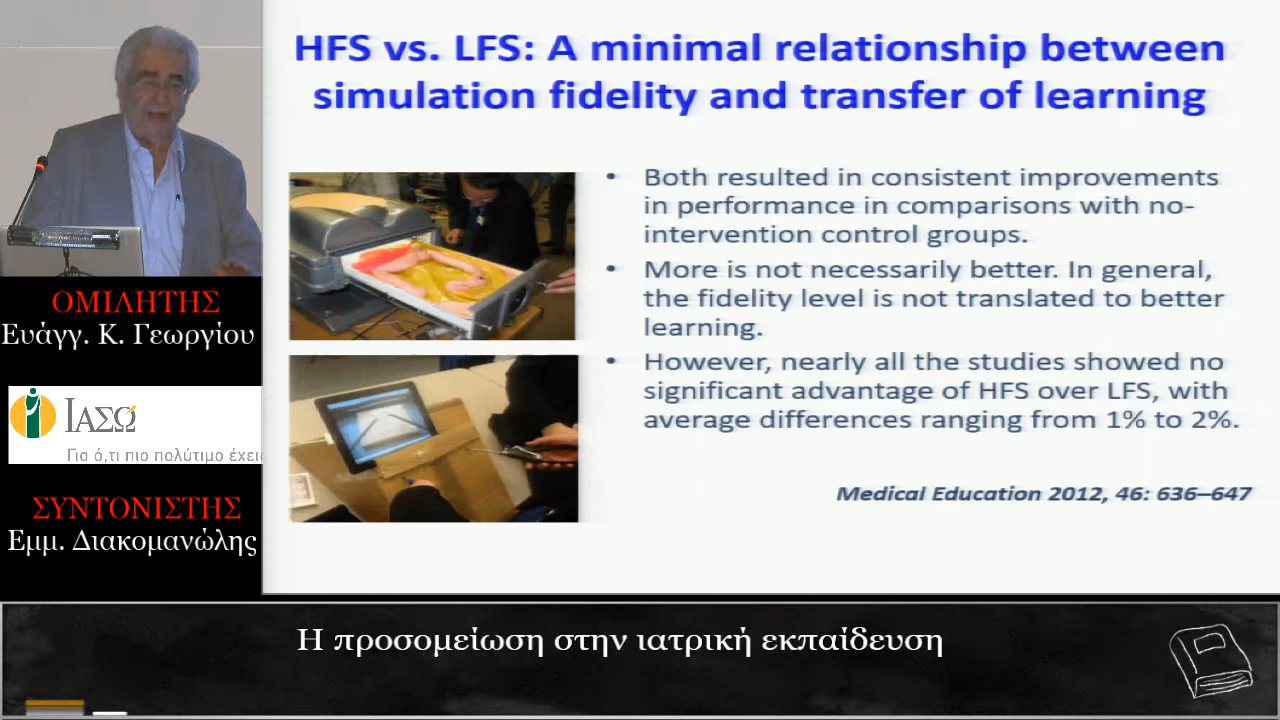 HFS vs. LFS: A minimal relationship between
simulation fidelity and transfer of learning
• Both resulted in consistent improvements
in performance in comparisons with no-
intervention control groups.
• More is not necessarily better. In general,
the fidelity level is not translated to better
learning.
• However, nearly all the studies showed no
significant advantage of HFS over LFS, with
average differences ranging from 1% to 2%.
Medical Education 2012, 46: 636–647
ΟΜΙΛΗΤΗΣ
Ευάγγ. Κ. Γεωργίου
ΙΑΣΩ
Για ό,τι πιο πολύτιμο έχει
ΣΥΝΤΟΝΙΣΤΗΣ
Εμμ. Διακομανώλης
Η προσομείωση στην ιατρική εκπαίδευση